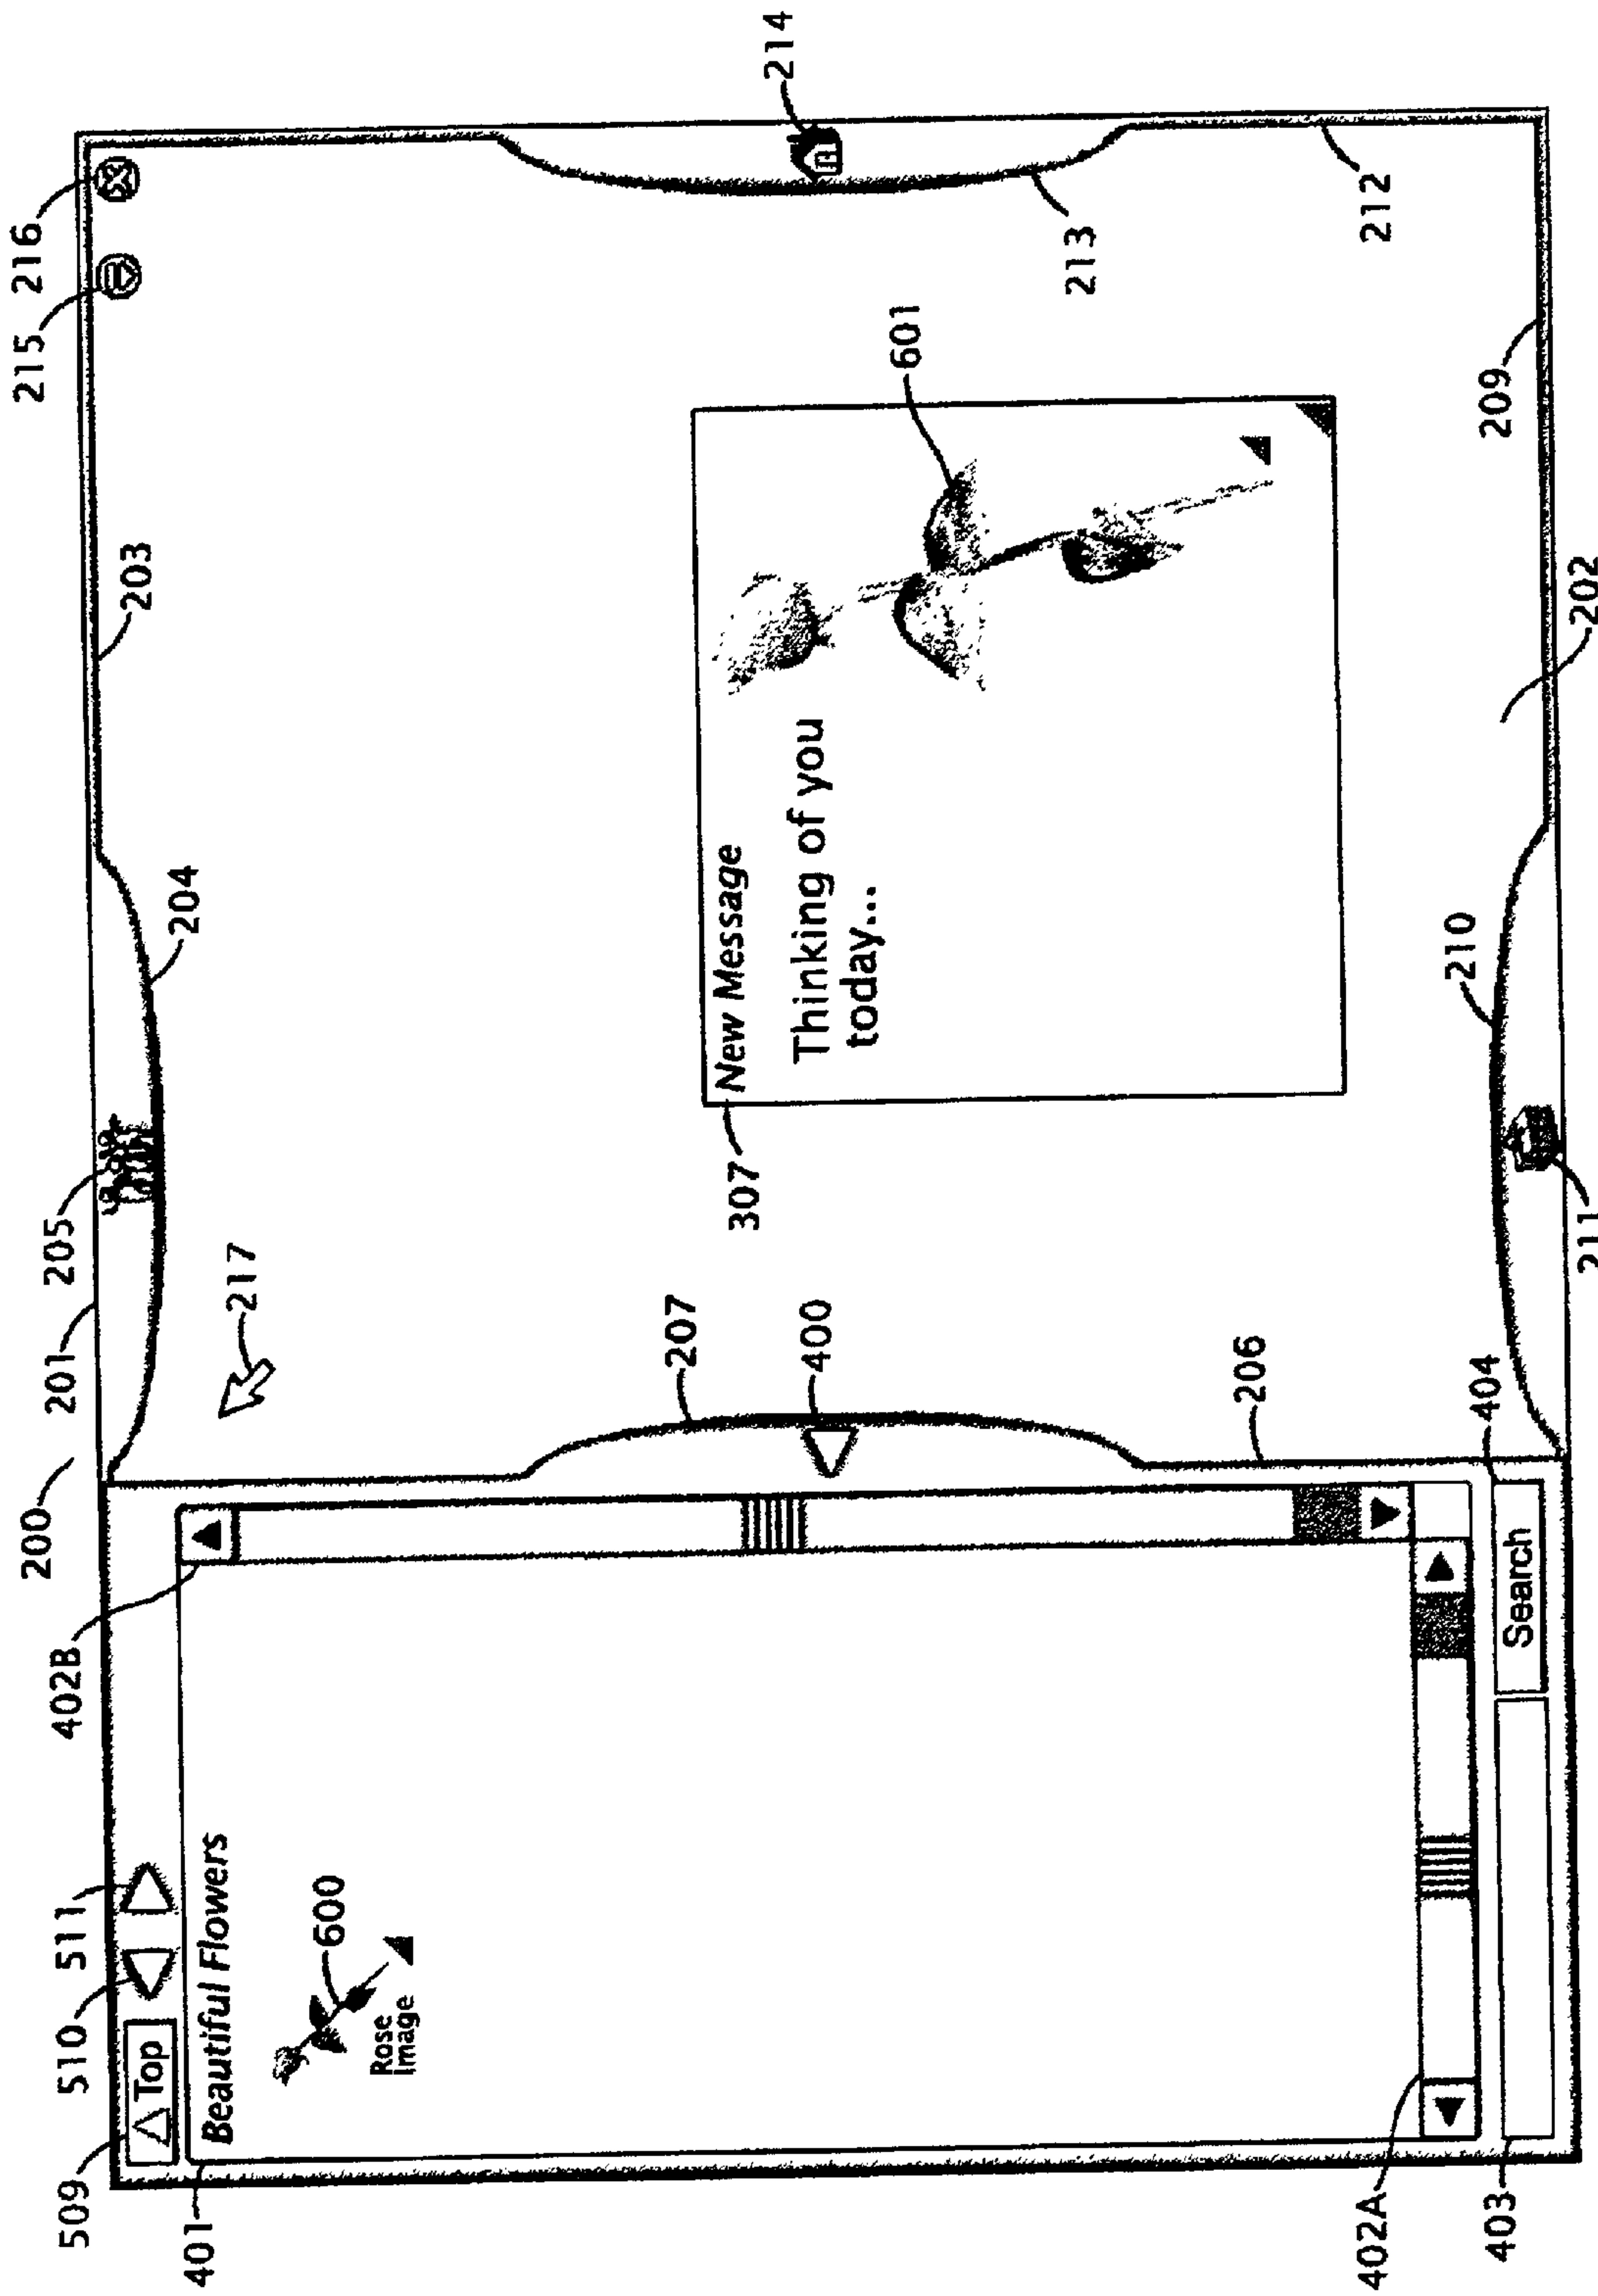 200
201
205
204
203
215
216
509
Top
510
511
402B
217
401
Beautiful Flowers
600
Rose
Image
207
400
206
307
New Message
Thinking of you
today...
601
214
213
212
402A
403
Search
404
210
211
202
209